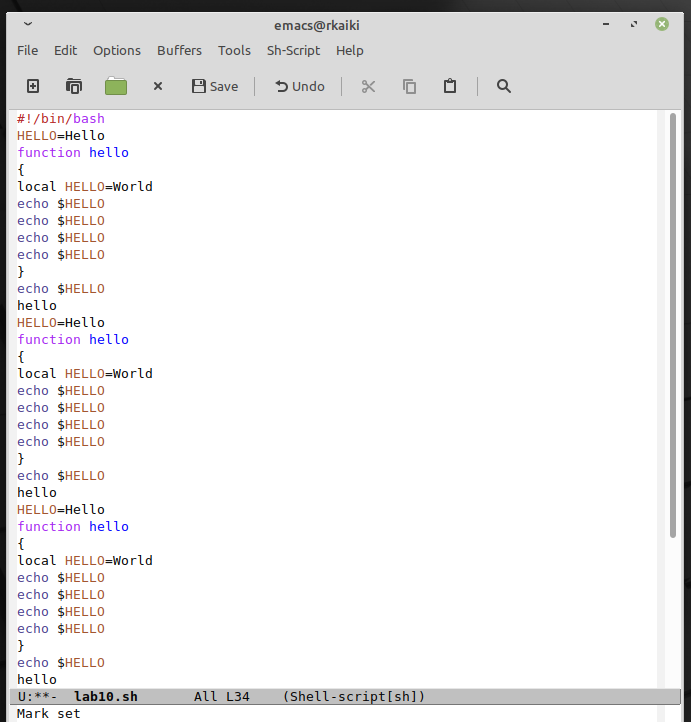 emacs@rkaiki
File Edit Options Buffers Tools Sh-Script Help
Save Undo
#!/bin/bash
HELLO=Hello
function hello
{
local HELLO=World
echo $HELLO
echo $HELLO
echo $HELLO
echo $HELLO
}
echo $HELLO
hello
HELLO=Hello
function hello
{
local HELLO=World
echo $HELLO
echo $HELLO
echo $HELLO
echo $HELLO
}
echo $HELLO
hello
HELLO=Hello
function hello
{
local HELLO=World
echo $HELLO
echo $HELLO
echo $HELLO
echo $HELLO
}
echo $HELLO
hello
U:**- lab10.sh All L34 (Shell-script[sh])
Mark set